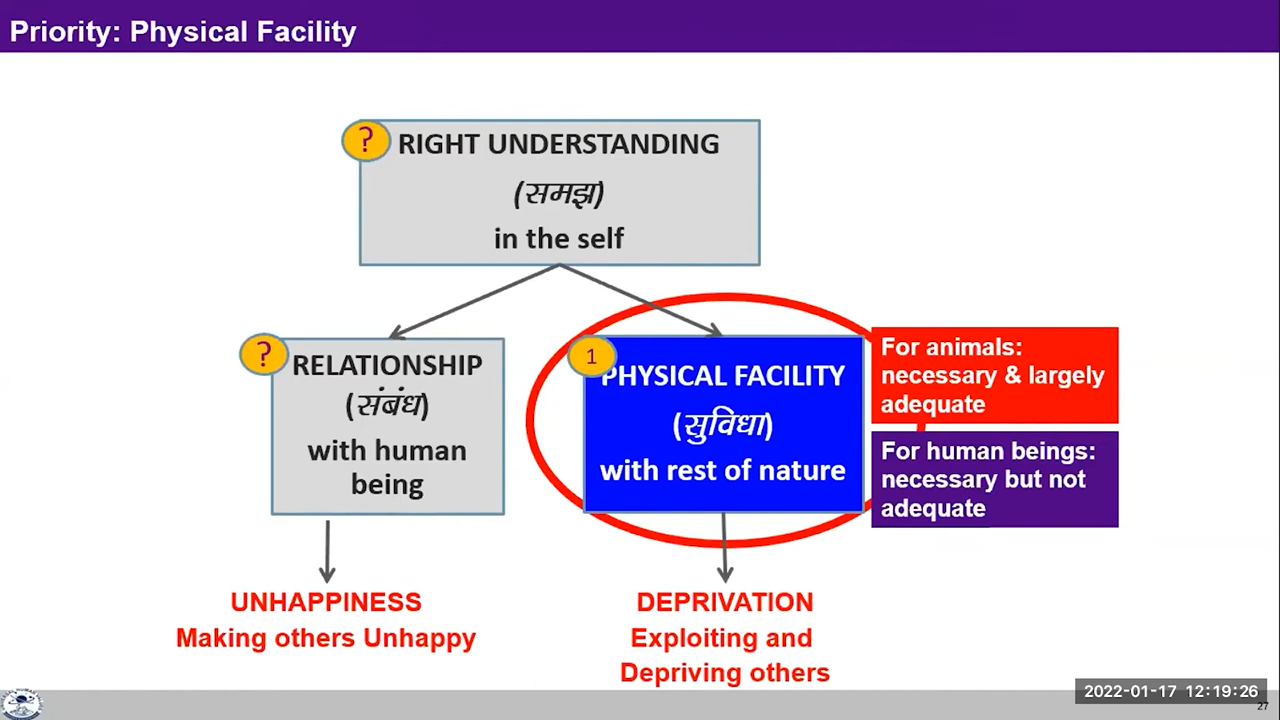 Priority: Physical Facility
?
RIGHT UNDERSTANDING
(समझ)
in the self
?
RELATIONSHIP
(संबंध)
with human
being
1
PHYSICAL FACILITY
(सुविधा)
with rest of nature
For animals:
necessary & largely
adequate
For human beings:
necessary but not
adequate
UNHAPPINESS
Making others Unhappy
DEPRIVATION
Exploiting and
Depriving others
2022-01-17 12:19:26
27